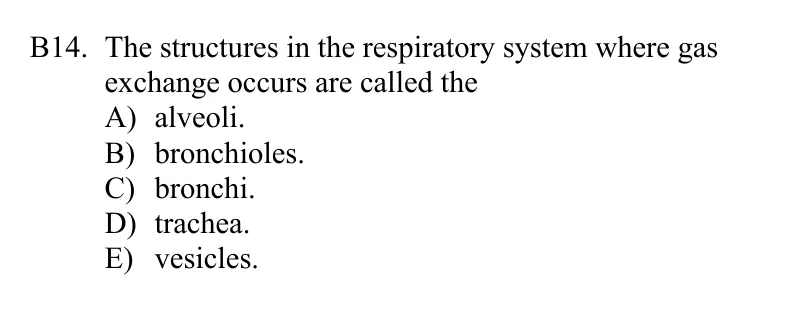 B14. The structures in the respiratory system where gas
exchange occurs are called the
A) alveoli.
B) bronchioles.
C) bronchi.
D) trachea.
E) vesicles.